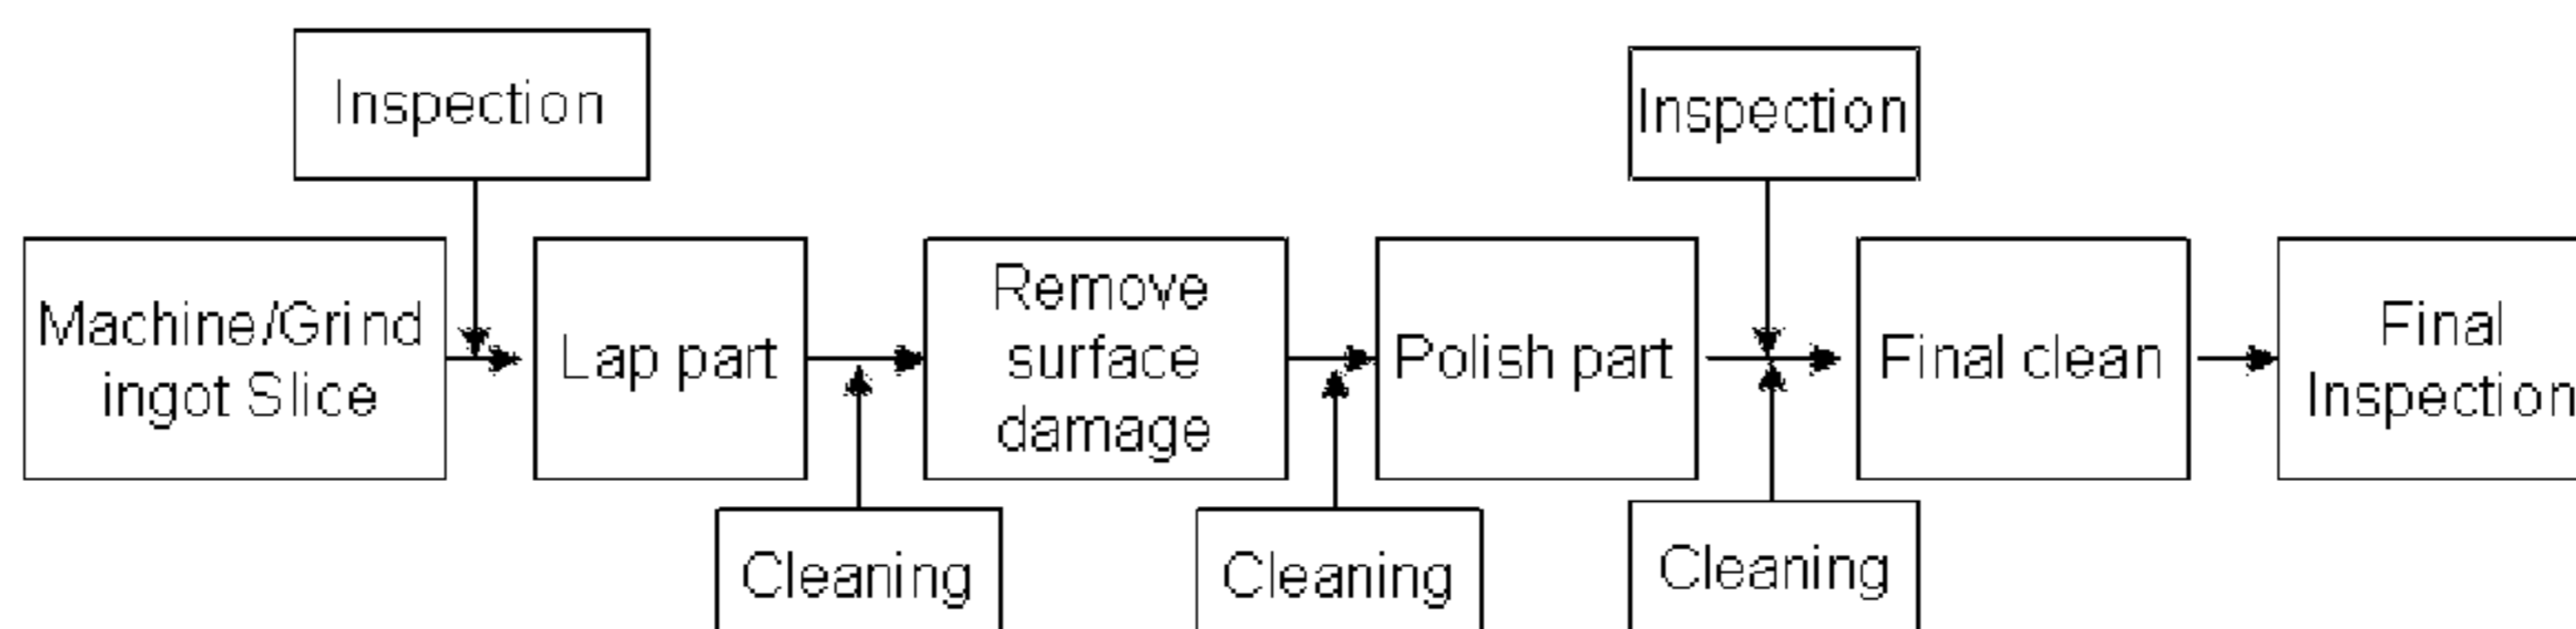 Inspection
Inspection
Machine/Grind
ingot Slice
Lap part
Remove
surface
damage
Polish part
Final clean
Final
Inspection
Cleaning
Cleaning
Cleaning